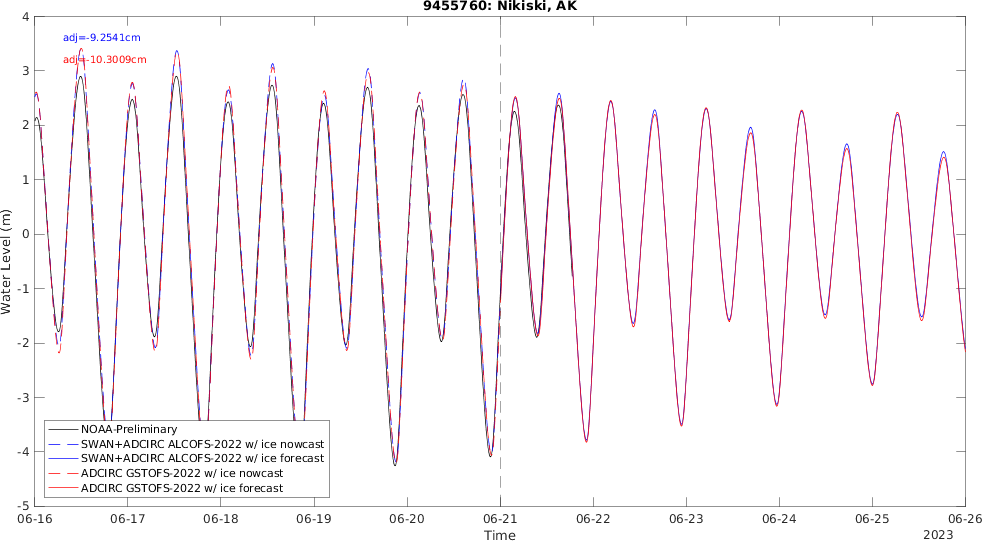 9455760: Nikiski, AK
adj=-9.2541cm
adj=-10.3009cm
Water Level (m)
4
3
2
1
0
-1
-2
-3
-4
-5
NOAA-Preliminary
SWAN+ADCIRC ALCOFS-2022 w/ ice nowcast
SWAN+ADCIRC ALCOFS-2022 w/ ice forecast
ADCIRC GSTOFS-2022 w/ ice nowcast
ADCIRC GSTOFS-2022 w/ ice forecast
06-16 06-17 06-18 06-19 06-20 06-21 06-22 06-23 06-24 06-25 06-26
Time
2023